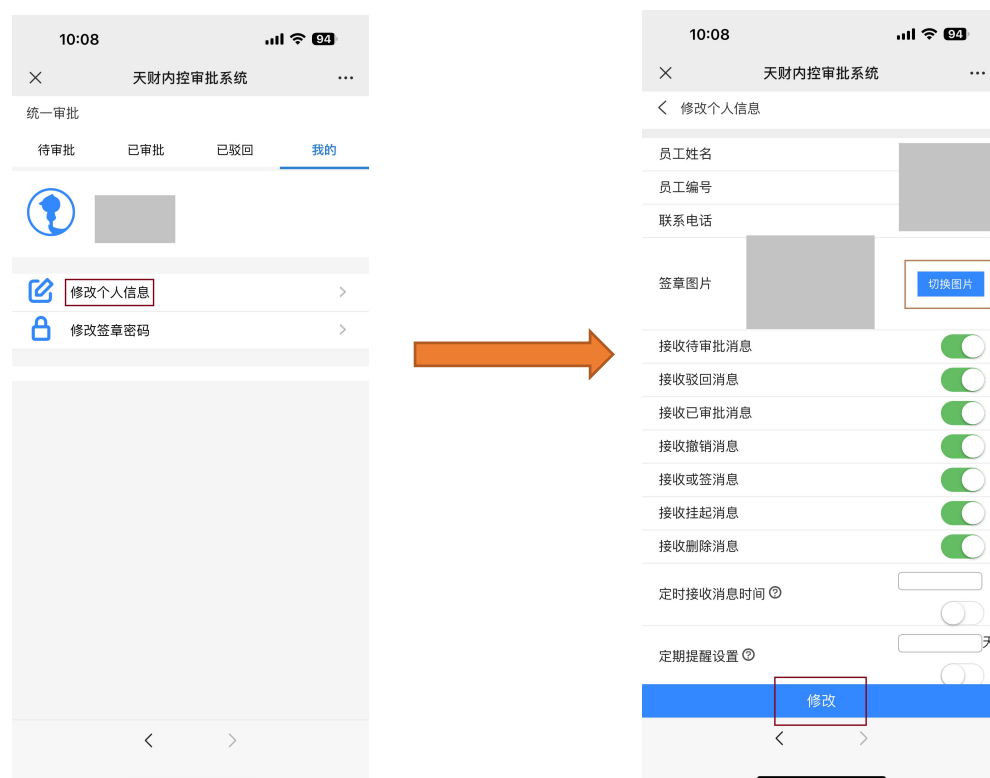 10:08
94
天财内控审批系统
统一审批
待审批
已审批
已驳回
我的
修改个人信息
修改签章密码
10:08
94
天财内控审批系统
修改个人信息
员工姓名
员工编号
联系电话
签章图片
切换图片
接收待审批消息
接收驳回消息
接收已审批消息
接收撤销消息
接收或签消息
接收挂起消息
接收删除消息
定时接收消息时间
定期提醒设置
天
修改